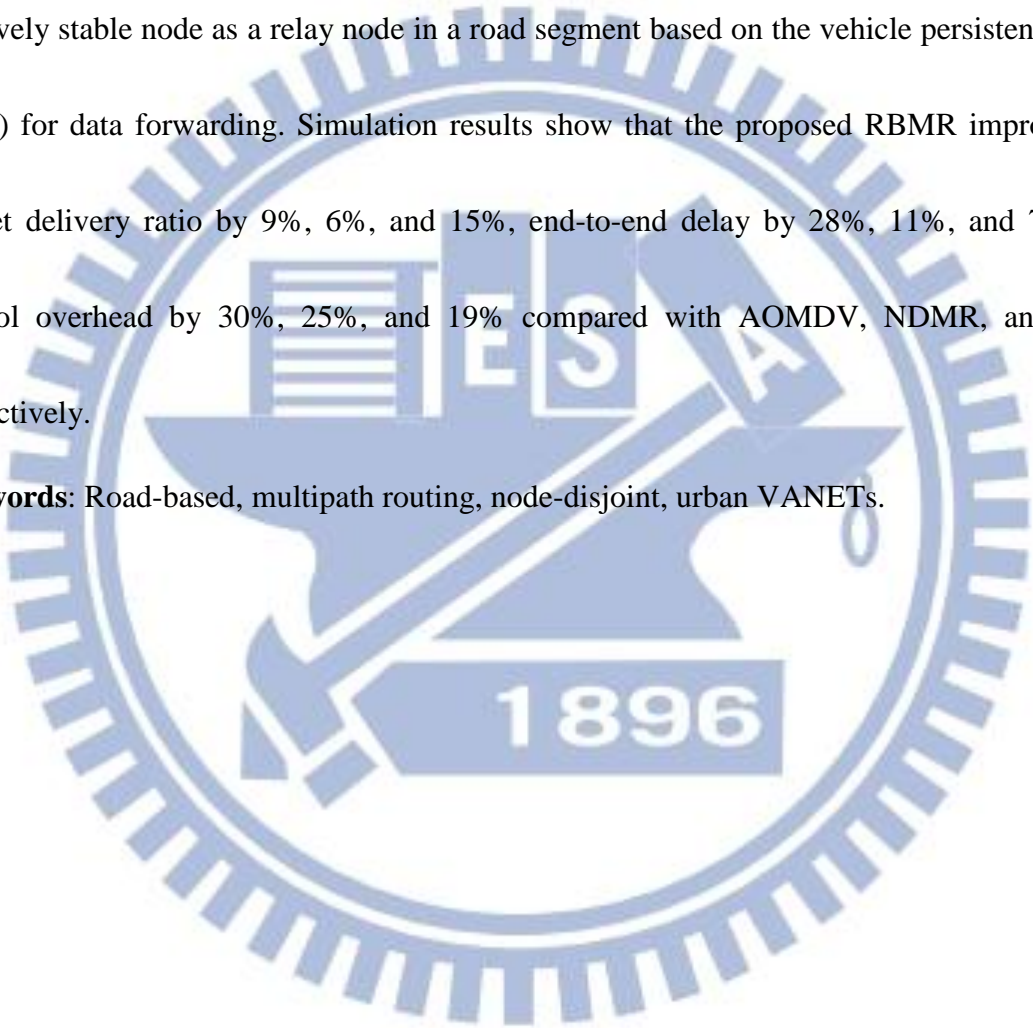 vely stable node as a relay node in a road segment based on the vehicle persisten
) for data forwarding. Simulation results show that the proposed RBMR impro
et delivery ratio by 9%, 6%, and 15%, end-to-end delay by 28%, 11%, and
ol overhead by 30%, 25%, and 19% compared with AOMDV, NDMR, an
ctively.
words: Road-based, multipath routing, node-disjoint, urban VANETs.
E S A
1896